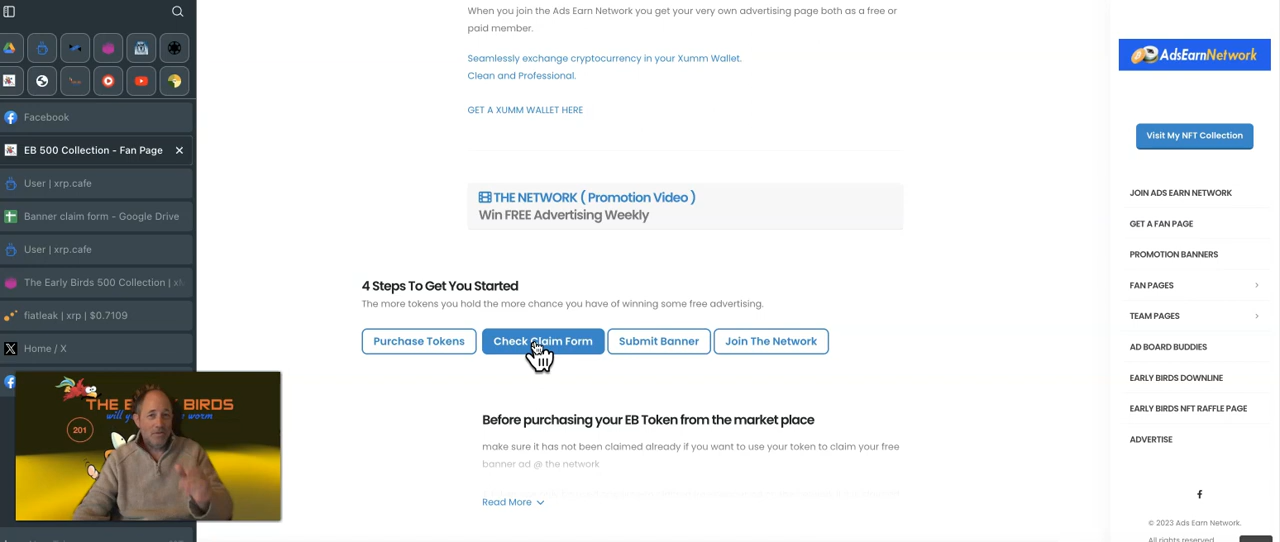 When you join the Ads Earn Network you get your very own advertising page both as a free or
paid member.
Seamlessly exchange cryptocurrency in your Xumm Wallet.
Clean and Professional.
GET A XUMM WALLET HERE
THE NETWORK ( Promotion Video )
Win FREE Advertising Weekly
4 Steps To Get You Started
The more tokens you hold the more chance you have of winning some free advertising.
Purchase Tokens
Check Claim Form
Submit Banner
Join The Network
Before purchasing your EB Token from the market place
make sure it has not been claimed already if you want to use your token to claim your free
banner ad @ the network
Read More
Facebook
EB 500 Collection - Fan Page
User | xrp.cafe
Banner claim form - Google Drive
User | xrp.cafe
The Early Birds 500 Collection |
fiatleak | xrp | $0.7109
Home / X
THE BIRDS
will worm
201
AdsEarnNetwork
Visit My NFT Collection
JOIN ADS EARN NETWORK
GET A FAN PAGE
PROMOTION BANNERS
FAN PAGES
TEAM PAGES
AD BOARD BUDDIES
EARLY BIRDS DOWNLINE
EARLY BIRDS NFT RAFFLE PAGE
ADVERTISE
© 2023 Ads Earn Network.
All rights reserved